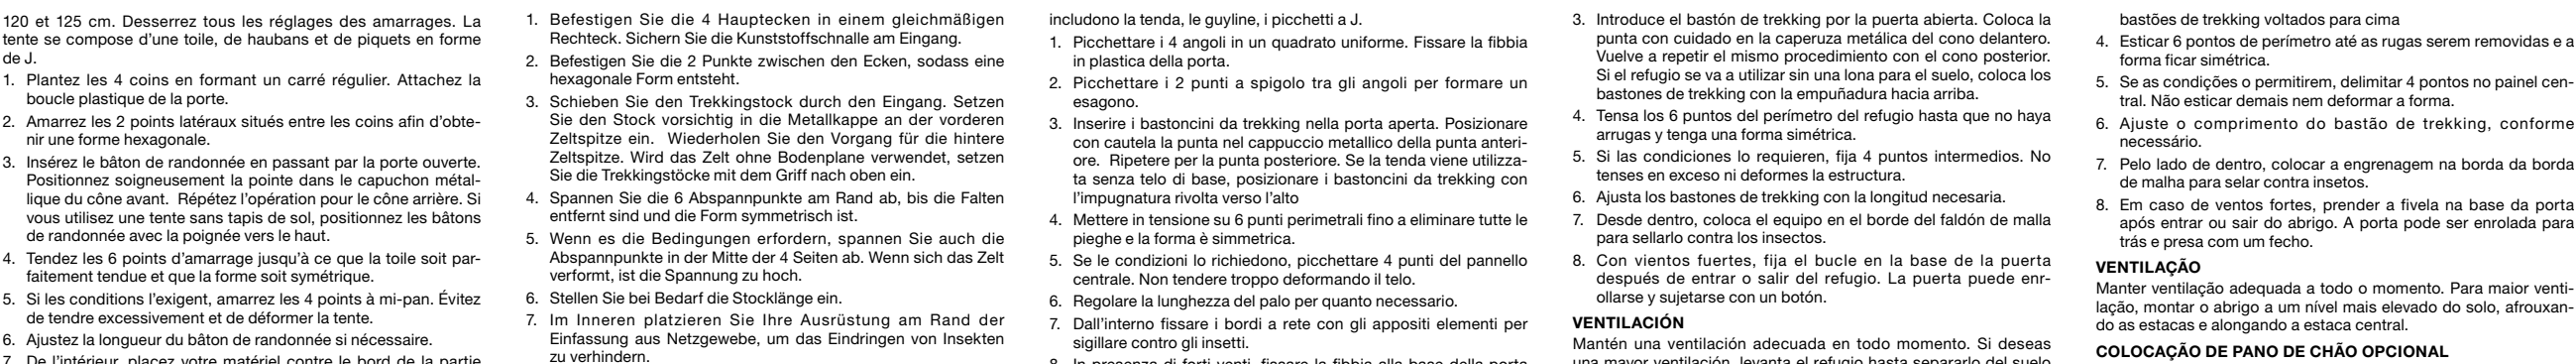 120 et 125 cm. Desserrez tous les réglages des amarrages. La
tente se compose d’une toile, de haubans et de piquets en forme
de J.
1. Plantez les 4 coins en formant un carré régulier. Attachez la
boucle plastique de la porte.
2. Amarrez les 2 points latéraux situés entre les coins afin d’obte-
nir une forme hexagonale.
3. Insérez le bâton de randonnée en passant par la porte ouverte.
Positionnez soigneusement la pointe dans le capuchon métal-
lique du cône avant. Répétez l’opération pour le cône arrière. Si
vous utilisez une tente sans tapis de sol, positionnez les bâtons
de randonnée avec la poignée vers le haut.
4. Tendez les 6 points d’amarrage jusqu’à ce que la toile soit par-
faitement tendue et que la forme soit symétrique.
5. Si les conditions l’exigent, amarrez les 4 points à mi-pan. Évitez
de tendre excessivement et de déformer la tente.
6. Ajustez la longueur du bâton de randonnée si nécessaire.
7. De l’intérieur, placez votre matériel contre le bord de la partie
1. Befestigen Sie die 4 Hauptecken in einem gleichmäßigen
Rechteck. Sichern Sie die Kunststoffschnalle am Eingang.
2. Befestigen Sie die 2 Punkte zwischen den Ecken, sodass eine
hexagonale Form entsteht.
3. Schieben Sie den Trekkingstock durch den Eingang. Setzen
Sie den Stock vorsichtig in die Metallkappe an der vorderen
Zeltspitze ein. Wiederholen Sie den Vorgang für die hintere
Zeltspitze. Wird das Zelt ohne Bodenplane verwendet, setzen
Sie die Trekkingstöcke mit dem Griff nach oben ein.
4. Spannen Sie die 6 Abspannpunkte am Rand ab, bis die Falten
entfernt sind und die Form symmetrisch ist.
5. Wenn es die Bedingungen erfordern, spannen Sie auch die
Abspannpunkte in der Mitte der 4 Seiten ab. Wenn sich das Zelt
verformt, ist die Spannung zu hoch.
6. Stellen Sie bei Bedarf die Stocklänge ein.
7. Im Inneren platzieren Sie Ihre Ausrüstung am Rand der
Einfassung aus Netzgewebe, um das Eindringen von Insekten
zu verhindern.
includono la tenda, le guyline, i picchetti a J.
1. Picchettare i 4 angoli in un quadrato uniforme. Fissare la fibbia
in plastica della porta.
2. Picchettare i 2 punti a spigolo tra gli angoli per formare un
esagono.
3. Inserire i bastoncini da trekking nella porta aperta. Posizionare
con cautela la punta nel cappuccio metallico della punta anteri-
ore. Ripetere per la punta posteriore. Se la tenda viene utilizza-
ta senza telo di base, posizionare i bastoncini da trekking con
l’impugnatura rivolta verso l’alto
4. Mettere in tensione su 6 punti perimetrali fino a eliminare tutte le
pieghe e la forma è simmetrica.
5. Se le condizioni lo richiedono, picchettare 4 punti del pannello
centrale. Non tendere troppo deformando il telo.
6. Regolare la lunghezza del palo per quanto necessario.
7. Dall’interno fissare i bordi a rete con gli appositi elementi per
sigillare contro gli insetti.
8. In presenza di forti venti, fissare la fibbia alla base della porta
3. Introduce el bastón de trekking por la puerta abierta. Coloca la
punta con cuidado en la caperuza metálica del cono delantero.
Vuelve a repetir el mismo procedimiento con el cono posterior.
Si el refugio se va a utilizar sin una lona para el suelo, coloca los
bastones de trekking con la empuñadura hacia arriba.
4. Tensa los 6 puntos del perímetro del refugio hasta que no haya
arrugas y tenga una forma simétrica.
5. Si las condiciones lo requieren, fija 4 puntos intermedios. No
tenses en exceso ni deformes la estructura.
6. Ajusta los bastones de trekking con la longitud necesaria.
7. Desde dentro, coloca el equipo en el borde del faldón de malla
para sellarlo contra los insectos.
8. Con vientos fuertes, fija el bucle en la base de la puerta
después de entrar o salir del refugio. La puerta puede enr-
ollarse y sujetarse con un botón.
VENTILACIÓN
Mantén una ventilación adecuada en todo momento. Si deseas
una mayor ventilación, levanta el refugio hasta separarlo del suelo
bastões de trekking voltados para cima
4. Esticar 6 pontos de perímetro até as rugas serem removidas e a
forma ficar simétrica.
5. Se as condições o permitirem, delimitar 4 pontos no painel cen-
tral. Não esticar demais nem deformar a forma.
6. Ajuste o comprimento do bastão de trekking, conforme
necessário.
7. Pelo lado de dentro, colocar a engrenagem na borda da borda
de malha para selar contra insetos.
8. Em caso de ventos fortes, prender a fivela na base da porta
após entrar ou sair do abrigo. A porta pode ser enrolada para
trás e presa com um fecho.
VENTILAÇÃO
Manter ventilação adequada a todo o momento. Para maior venti-
lação, montar o abrigo a um nível mais elevado do solo, afrouxan-
do as estacas e alongando a estaca central.
COLOCAÇÃO DE PANO DE CHÃO OPCIONAL